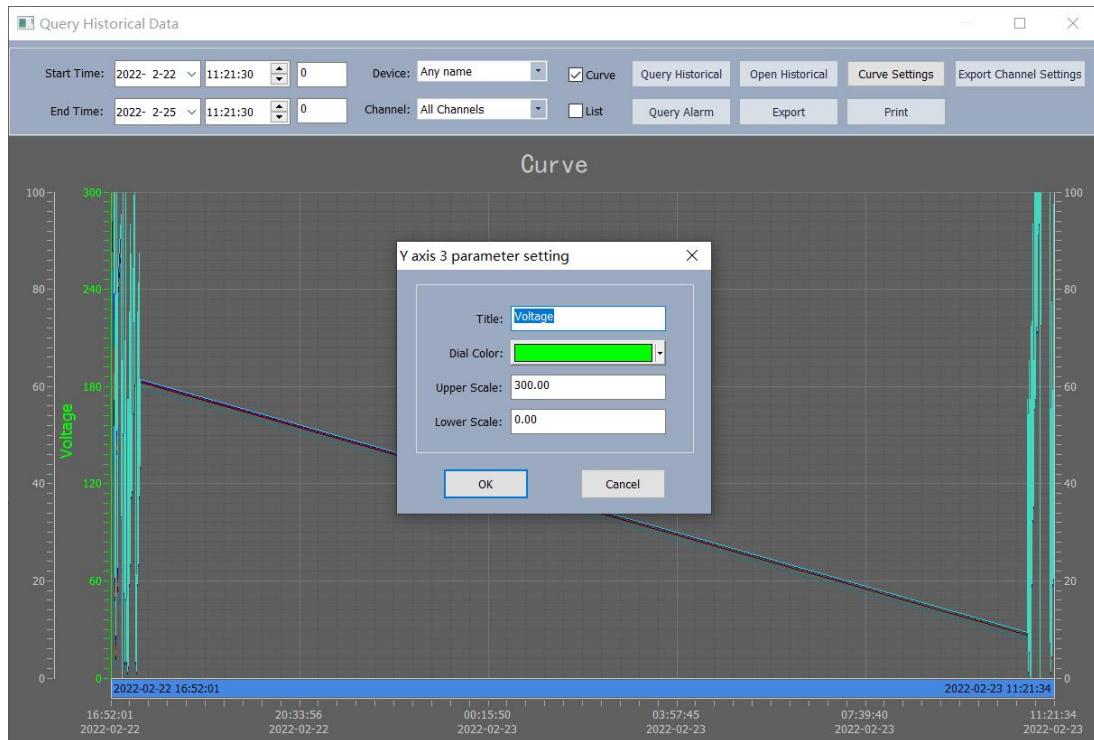 Query Historical Data
Start Time: 2022- 2-22 11:21:30 0 Device: Any name Curve Query Historical Open Historical Curve Settings Export Channel Settings
End Time: 2022- 2-25 11:21:30 0 Channel: All Channels List Query Alarm Export Print
Curve
100 300 100
Y axis 3 parameter setting
80 240 80
Title: Voltage
Dial Color:
60 180 Upper Scale: 300.00 60
Voltage
Lower Scale: 0.00
40 120 OK Cancel 40
20 60 20
0 0 0
2022-02-22 16:52:01 2022-02-23 11:21:34
16:52:01 20:33:56 00:15:50 03:57:45 07:39:40 11:21:34
2022-02-22 2022-02-22 2022-02-23 2022-02-23 2022-02-23 2022-02-23